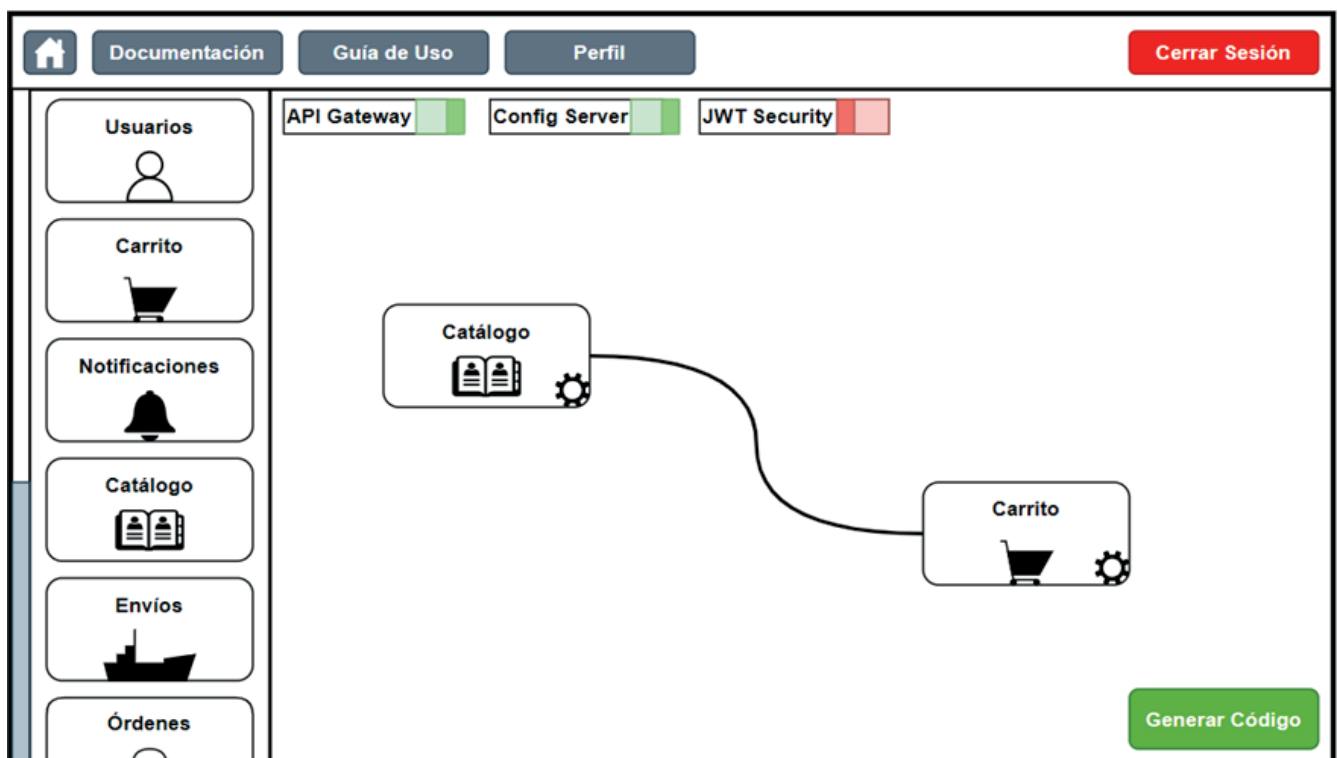 Documentación
Guía de Uso
Perfil
Cerrar Sesión
Usuarios
Carrito
Notificaciones
Catálogo
Envíos
Órdenes
API Gateway
Config Server
JWT Security
Catálogo
Carrito
Generar Código